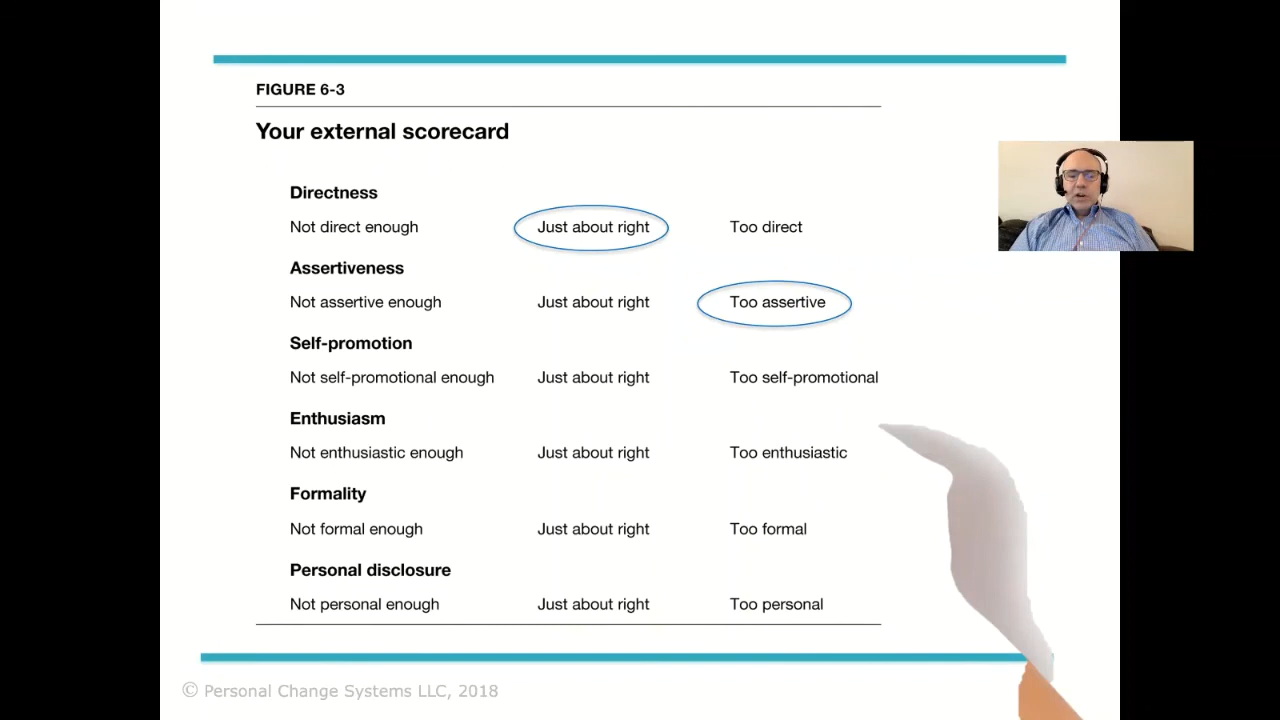 FIGURE 6-3
Your external scorecard
Directness
Not direct enough Just about right Too direct
Assertiveness
Not assertive enough Just about right Too assertive
Self-promotion
Not self-promotional enough Just about right Too self-promotional
Enthusiasm
Not enthusiastic enough Just about right Too enthusiastic
Formality
Not formal enough Just about right Too formal
Personal disclosure
Not personal enough Just about right Too personal
© Personal Change Systems LLC, 2018